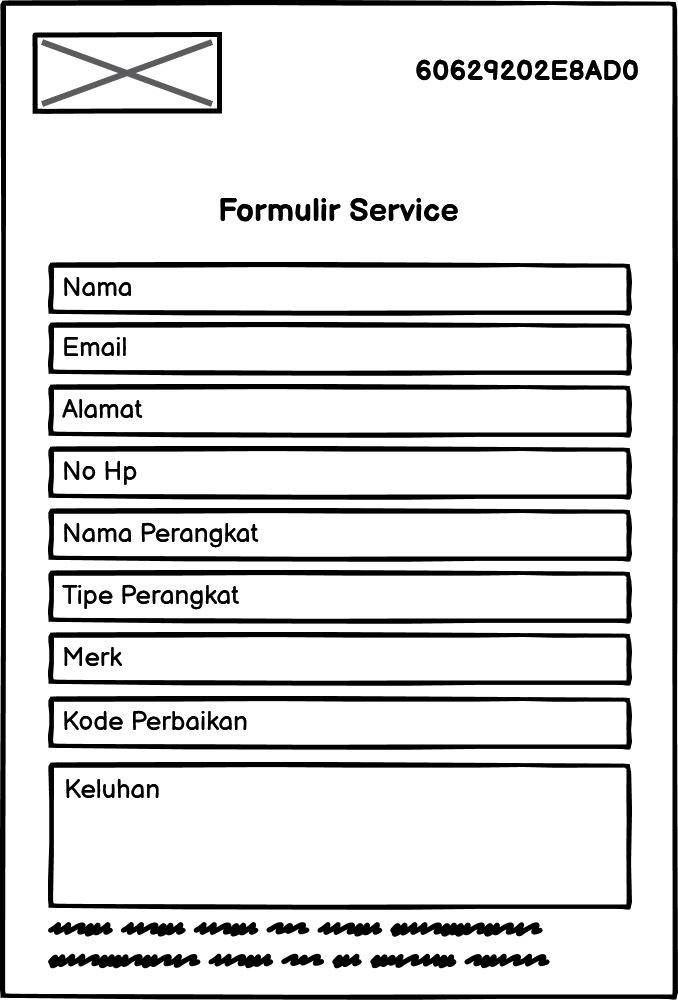 60629202E8AD0
Formulir Service
Nama
Email
Alamat
No Hp
Nama Perangkat
Tipe Perangkat
Merk
Kode Perbaikan
Keluhan